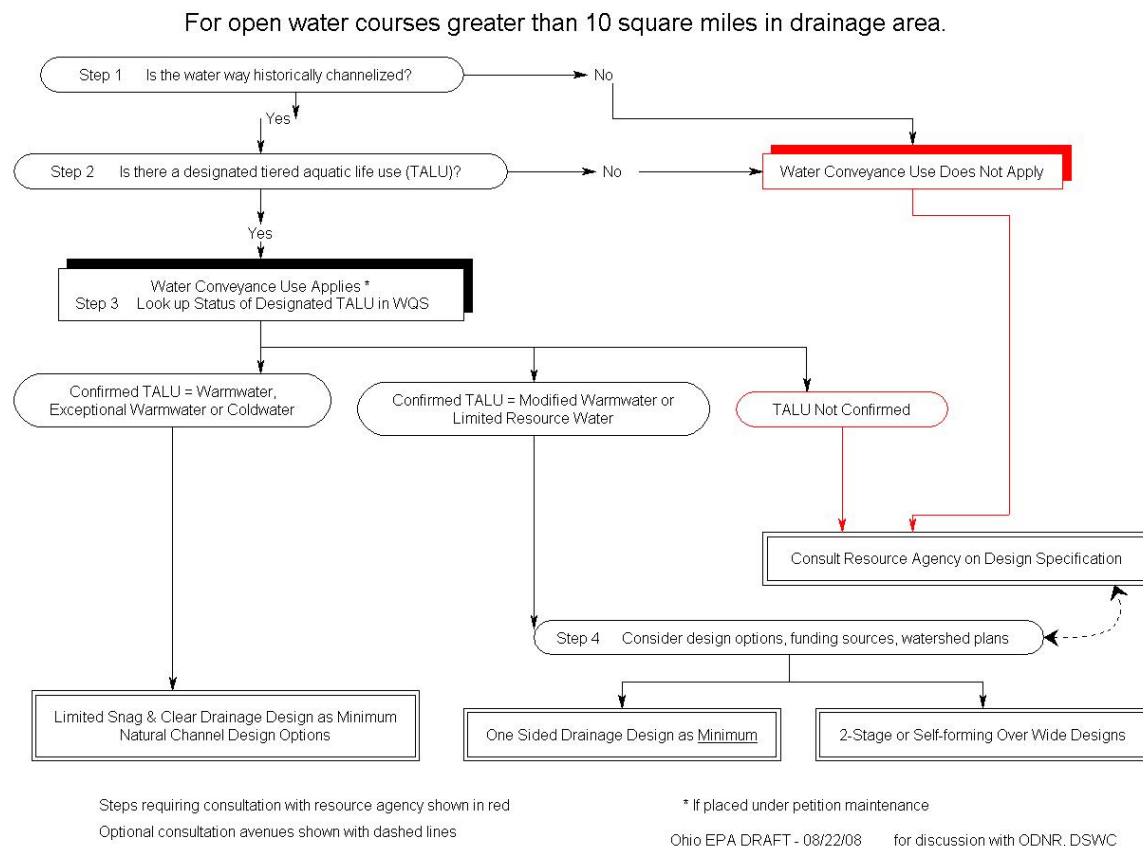 For open water courses greater than 10 square miles in drainage area.
Step 1 Is the water way historically channelized?
No
Yes
Step 2 Is there a designated tiered aquatic life use (TALU)?
No
Water Conveyance Use Does Not Apply
Yes
Water Conveyance Use Applies *
Step 3 Look up Status of Designated TALU in WQS
Confirmed TALU = Warmwater,
Exceptional Warmwater or Coldwater
Confirmed TALU = Modified Warmwater or
Limited Resource Water
TALU Not Confirmed
Consult Resource Agency on Design Specification
Step 4 Consider design options, funding sources, watershed plans
Limited Snag & Clear Drainage Design as Minimum
Natural Channel Design Options
One Sided Drainage Design as Minimum
2-Stage or Self-forming Over Wide Designs
Steps requiring consultation with resource agency shown in red
Optional consultation avenues shown with dashed lines
* If placed under petition maintenance
Ohio EPA DRAFT - 08/22/08 for discussion with ODNR, DSWC